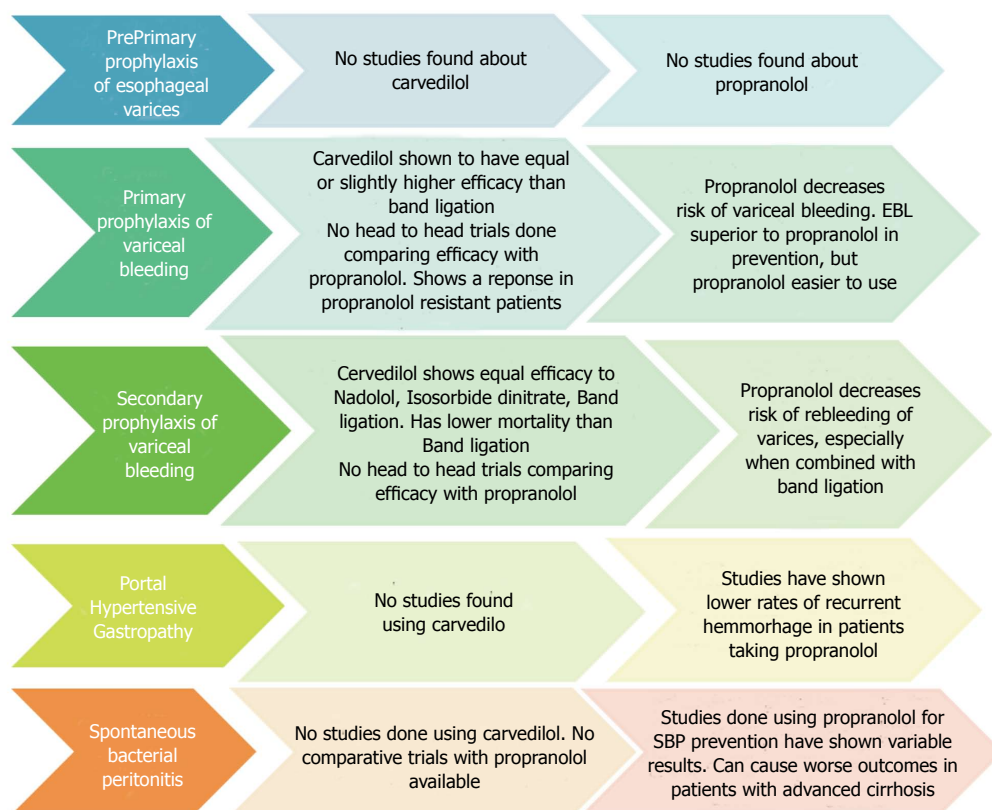 PrePrimary
prophylaxis
of esophageal
varices
No studies found about
carvedilol
No studies found about
propranolol
Primary
prophylaxis of
variceal
bleeding
Carvedilol shown to have equal
or slightly higher efficacy than
band ligation
No head to head trials done
comparing efficacy with
propranolol. Shows a reponse in
propranolol resistant patients
Propranolol decreases
risk of variceal bleeding. EBL
superior to propranolol in
prevention, but
propranolol easier to use
Secondary
prophylaxis of
variceal
bleeding
Cervedilol shows equal efficacy to
Nadolol, Isosorbide dinitrate, Band
ligation. Has lower mortality than
Band ligation
No head to head trials comparing
efficacy with propranolol
Propranolol decreases
risk of rebleeding of
varices, especially
when combined with
band ligation
Portal
Hypertensive
Gastropathy
No studies found
using carvedilo
Studies have shown
lower rates of recurrent
hemmorhage in patients
taking propranolol
Spontaneous
bacterial
peritonitis
No studies done using carvedilol. No
comparative trials with propranolol
available
Studies done using propranolol for
SBP prevention have shown variable
results. Can cause worse outcomes in
patients with advanced cirrhosis